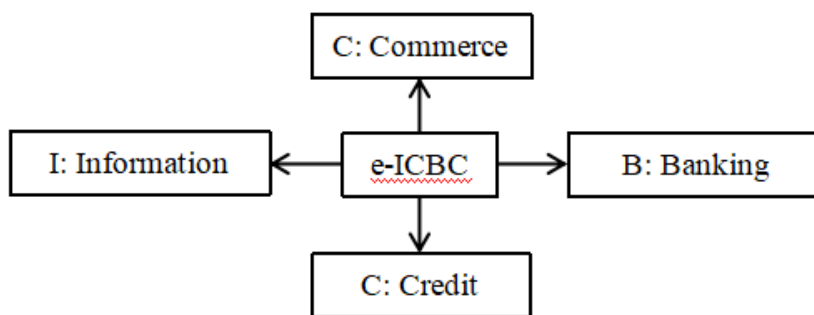 C: Commerce
I: Information
e-ICBC
B: Banking
C: Credit